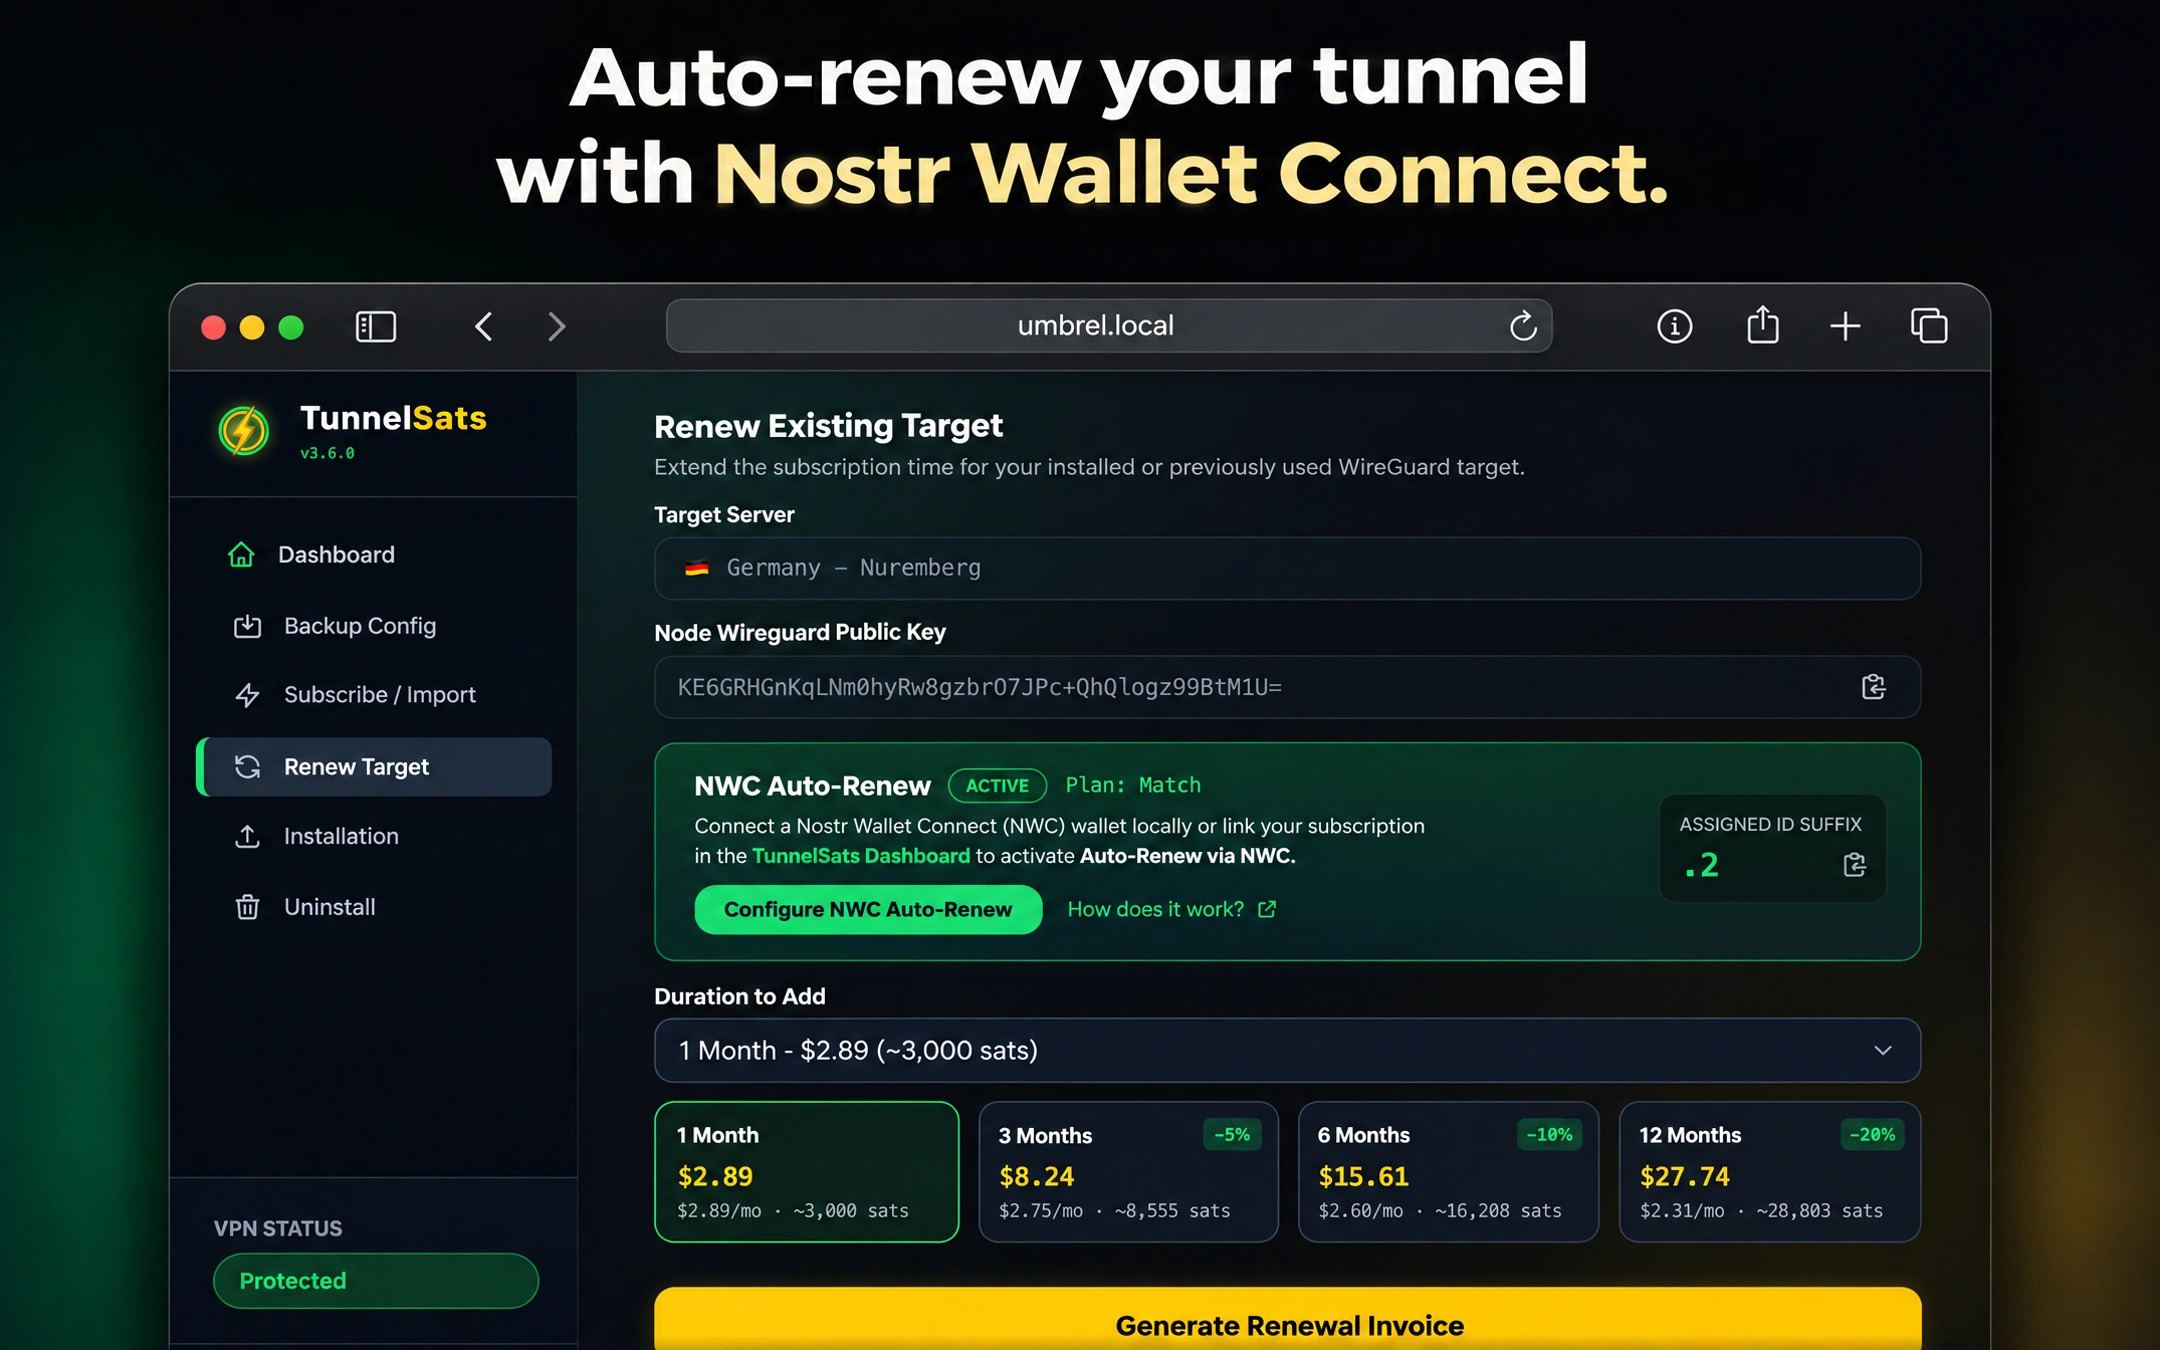 Auto-renew your tunnel
with Nostr Wallet Connect.
umbrel.local
TunnelSats
v3.6.0
Dashboard
Backup Config
Subscribe / Import
Renew Target
Installation
Uninstall
VPN STATUS
Protected
Renew Existing Target
Extend the subscription time for your installed or previously used WireGuard target.
Target Server
Germany – Nuremberg
Node Wireguard Public Key
KE6GRHGnKqLNm0hyRw8gzbrO7JPc+QhQlogz99BtM1U=
NWC Auto-Renew ACTIVE Plan: Match
Connect a Nostr Wallet Connect (NWC) wallet locally or link your subscription
in the TunnelSats Dashboard to activate Auto-Renew via NWC.
Configure NWC Auto-Renew How does it work?
ASSIGNED ID SUFFIX
.2
Duration to Add
1 Month - $2.89 (~3,000 sats)
1 Month
$2.89
$2.89/mo · ~3,000 sats
3 Months -5%
$8.24
$2.75/mo · ~8,555 sats
6 Months -10%
$15.61
$2.60/mo · ~16,208 sats
12 Months -20%
$27.74
$2.31/mo · ~28,803 sats
Generate Renewal Invoice